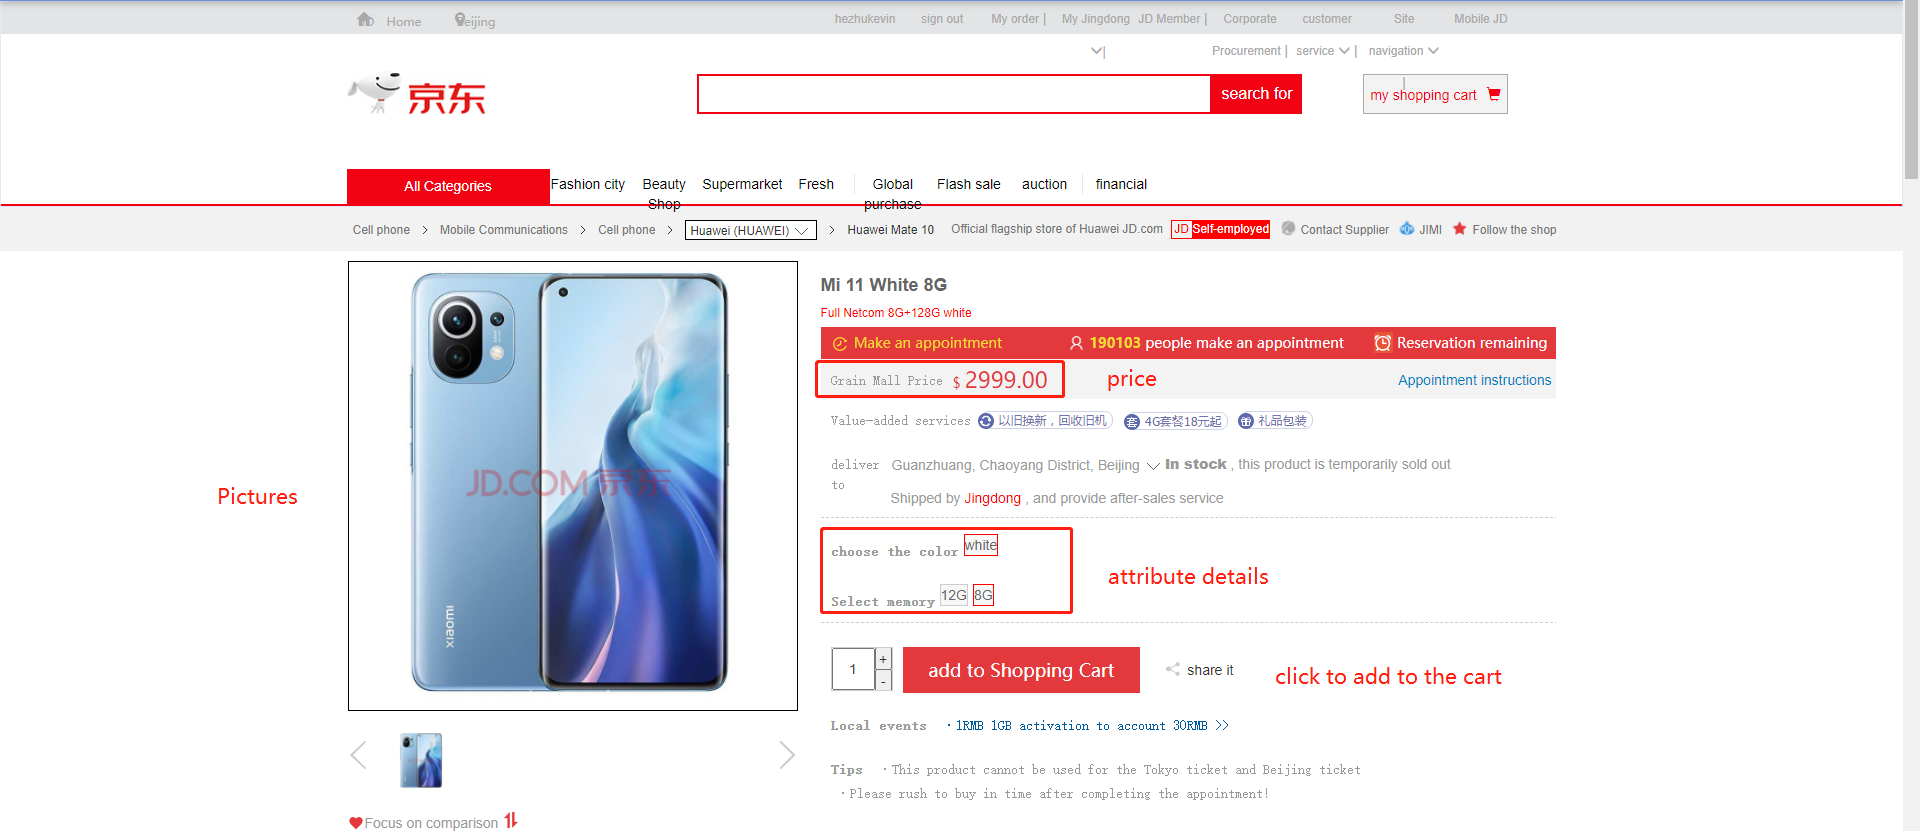 Home
Beijing
hezhukevin sign out My order | My Jingdong JD Member | Corporate customer Site Mobile JD
| Procurement | service | navigation
京东
search for
my shopping cart
All Categories Fashion city Beauty Supermarket Fresh Global Flash sale auction financial
Shop purchase
Cell phone > Mobile Communications > Cell phone > Huawei (HUAWEI) > Huawei Mate 10 Official flagship store of Huawei JD.com JD Self-employed Contact Supplier JIMI Follow the shop
Mi 11 White 8G
Full Netcom 8G+128G white
Make an appointment 190103 people make an appointment Reservation remaining
Grain Mall Price $ 2999.00 price Appointment instructions
Value-added services 以旧换新，回收旧机 套 4G套餐18元起 礼品包装
deliver Guanzhuang, Chaoyang District, Beijing In stock , this product is temporarily sold out
to
Shipped by Jingdong , and provide after-sales service
JD.COM 京东
xiaomi
Pictures
choose the color white
attribute details
Select memory 12G 8G
1 + - add to Shopping Cart share it click to add to the cart
Local events · 1RMB 1GB activation to account 30RMB >>
Tips · This product cannot be used for the Tokyo ticket and Beijing ticket
· Please rush to buy in time after completing the appointment!
Focus on comparison